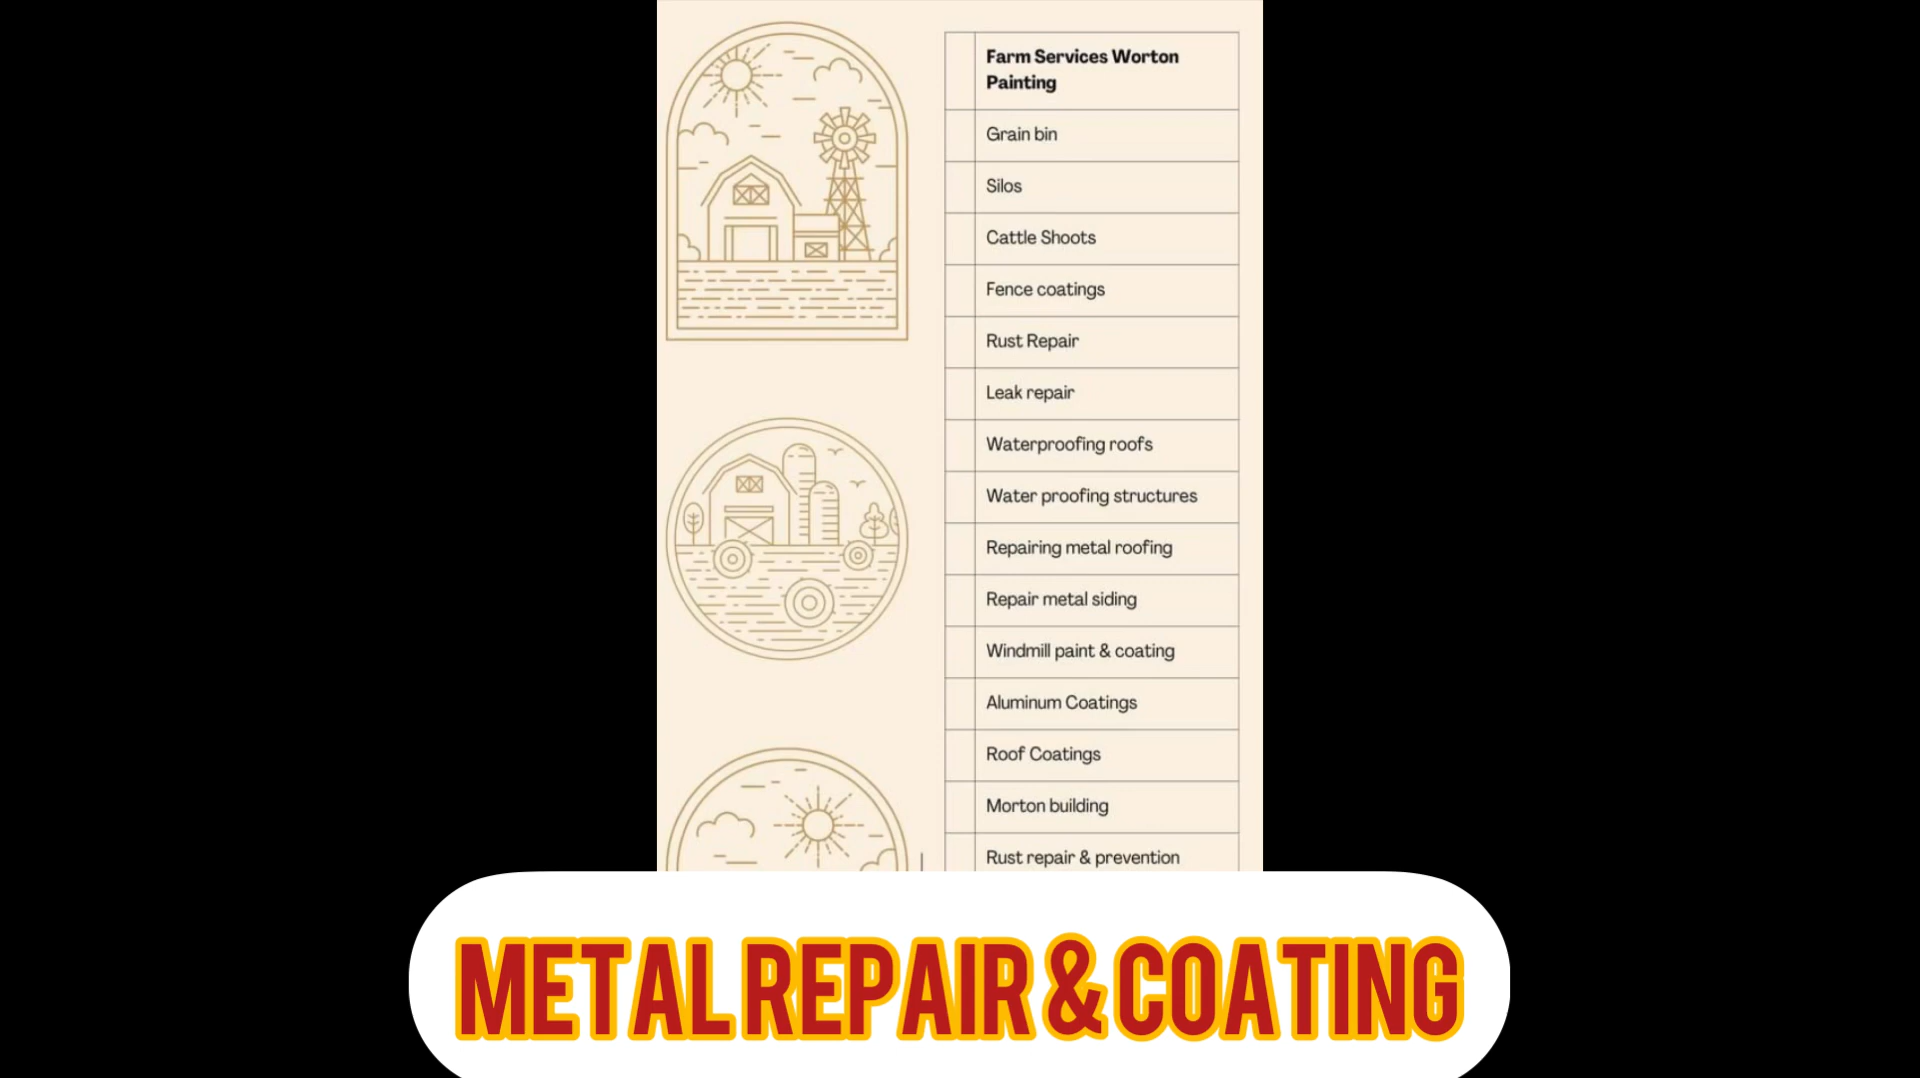 Farm Services Worton
Painting
Grain bin
Silos
Cattle Shoots
Fence coatings
Rust Repair
Leak repair
Waterproofing roofs
Water proofing structures
Repairing metal roofing
Repair metal siding
Windmill paint & coating
Aluminum Coatings
Roof Coatings
Morton building
Rust repair & prevention
METAL REPAIR & COATING